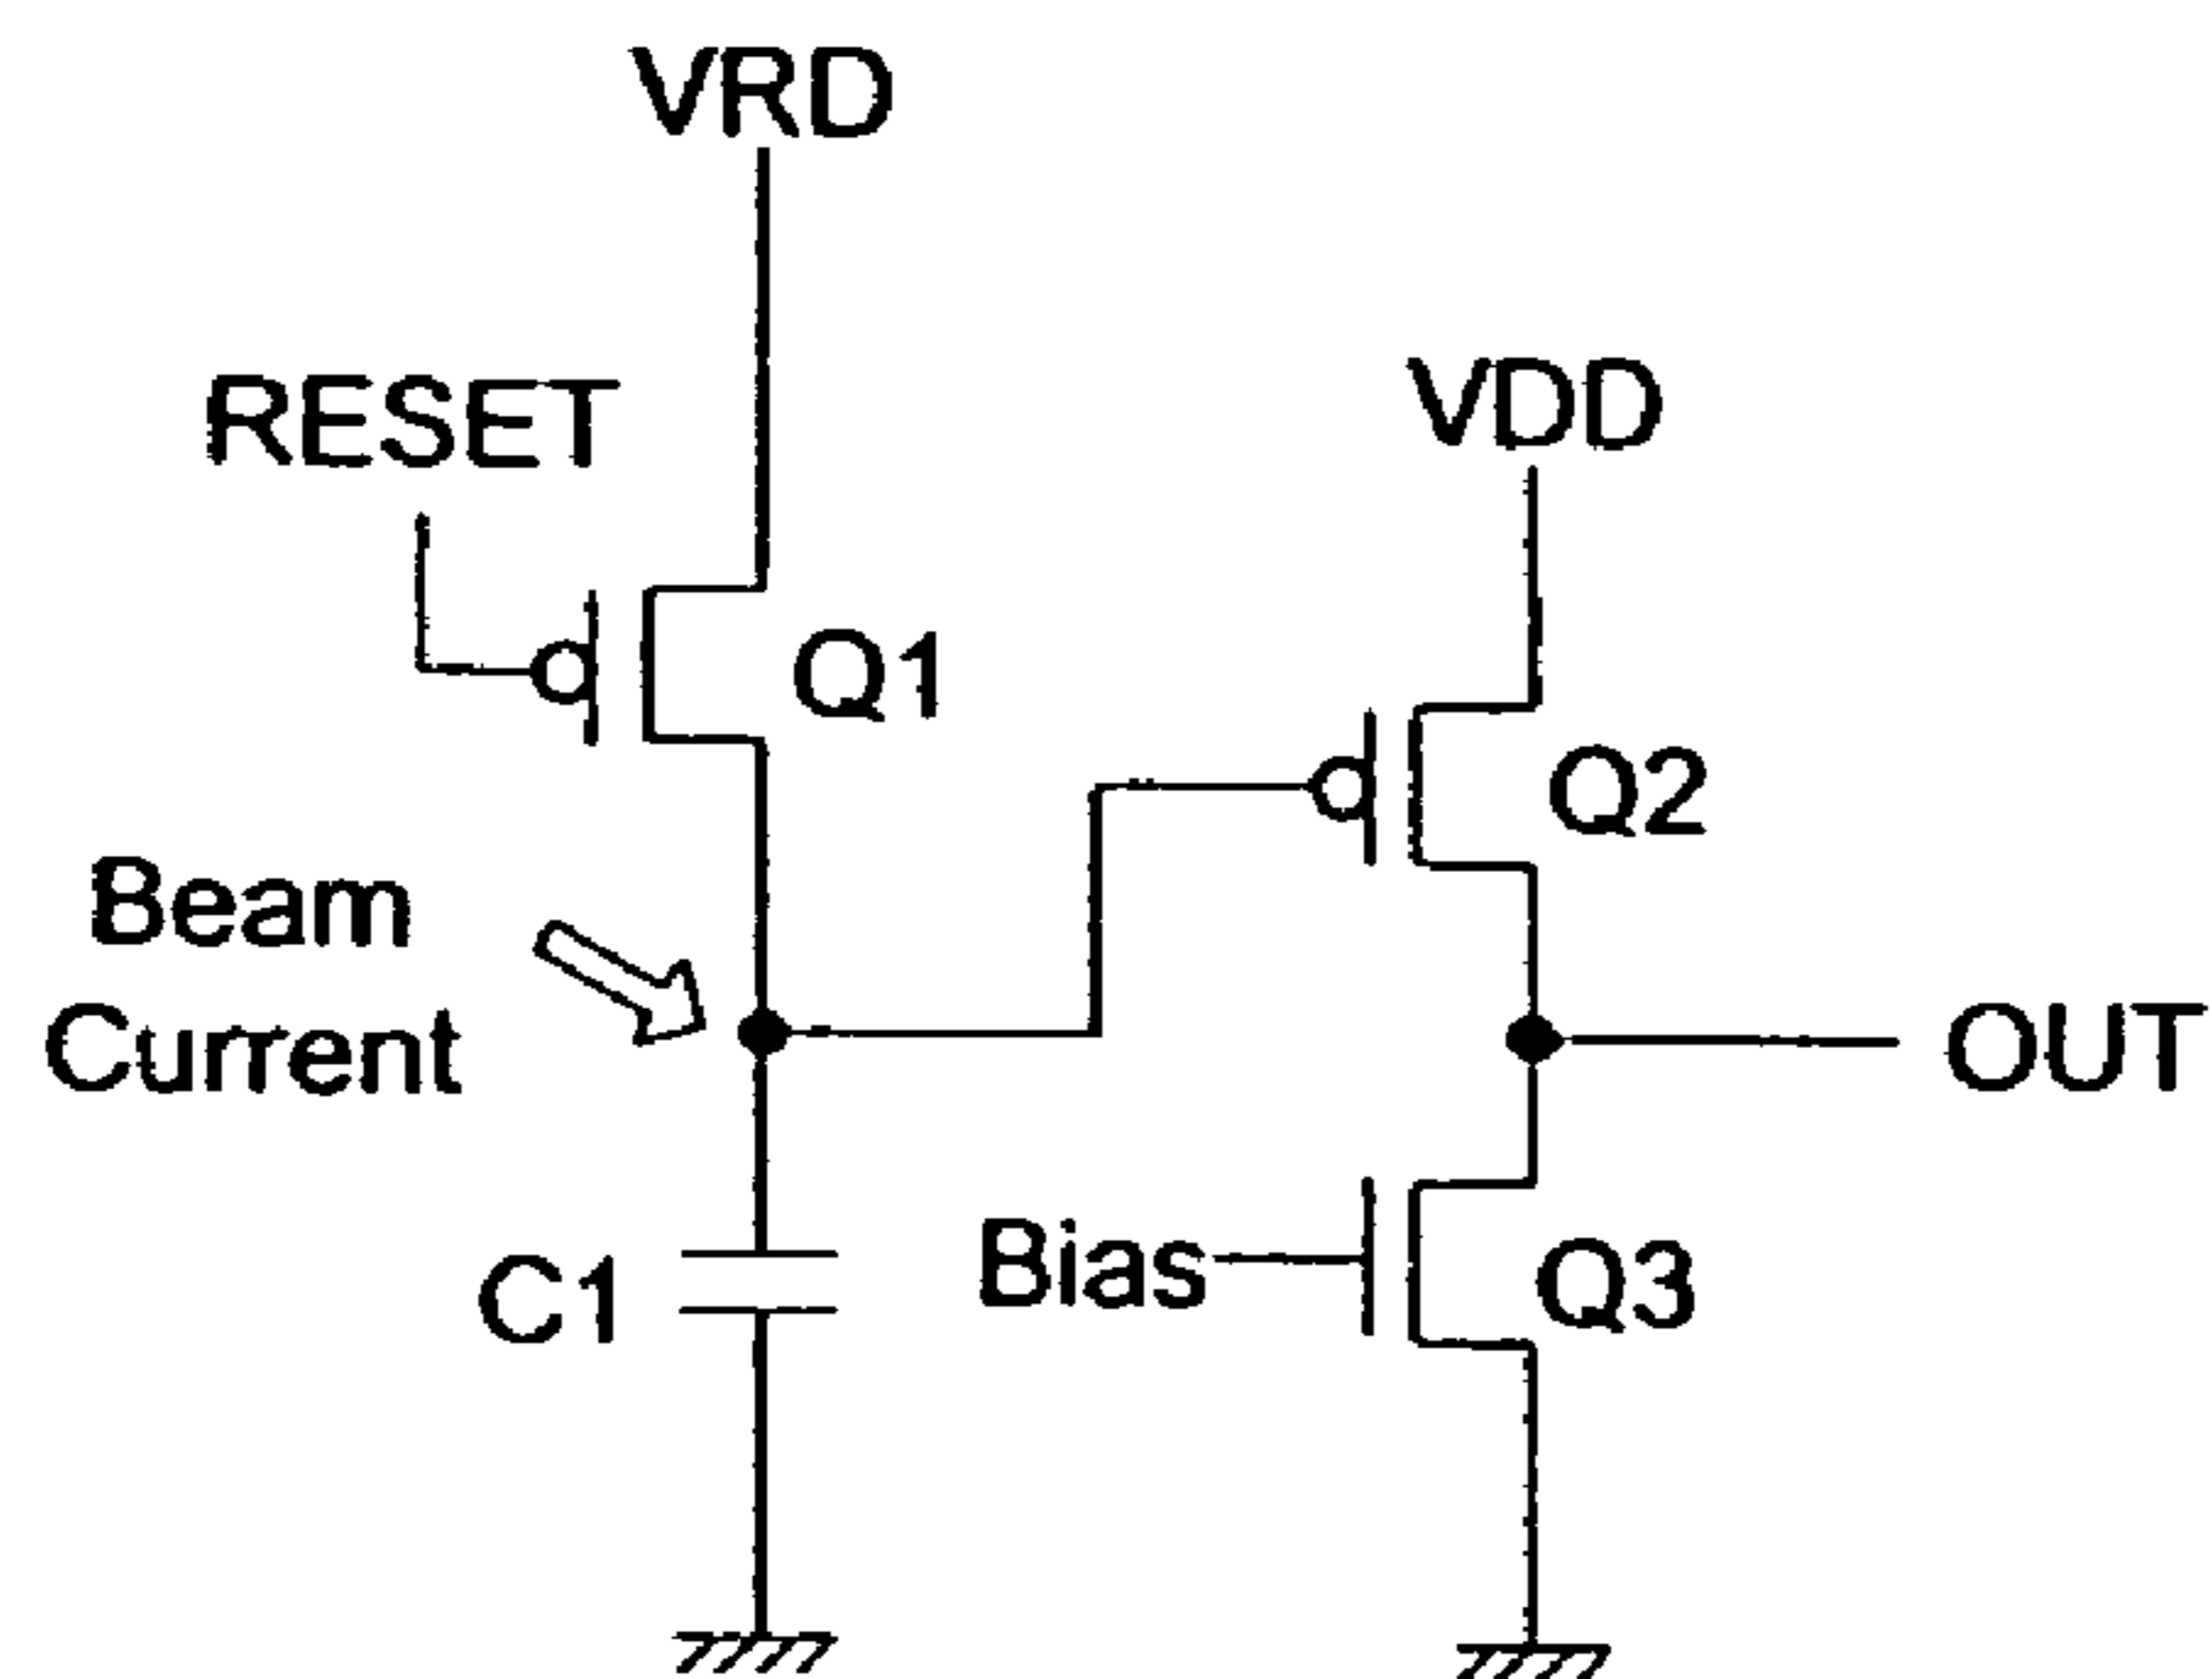 VRD
RESET
VDD
Q1
Q2
Beam
Current
OUT
C1
Bias
Q3